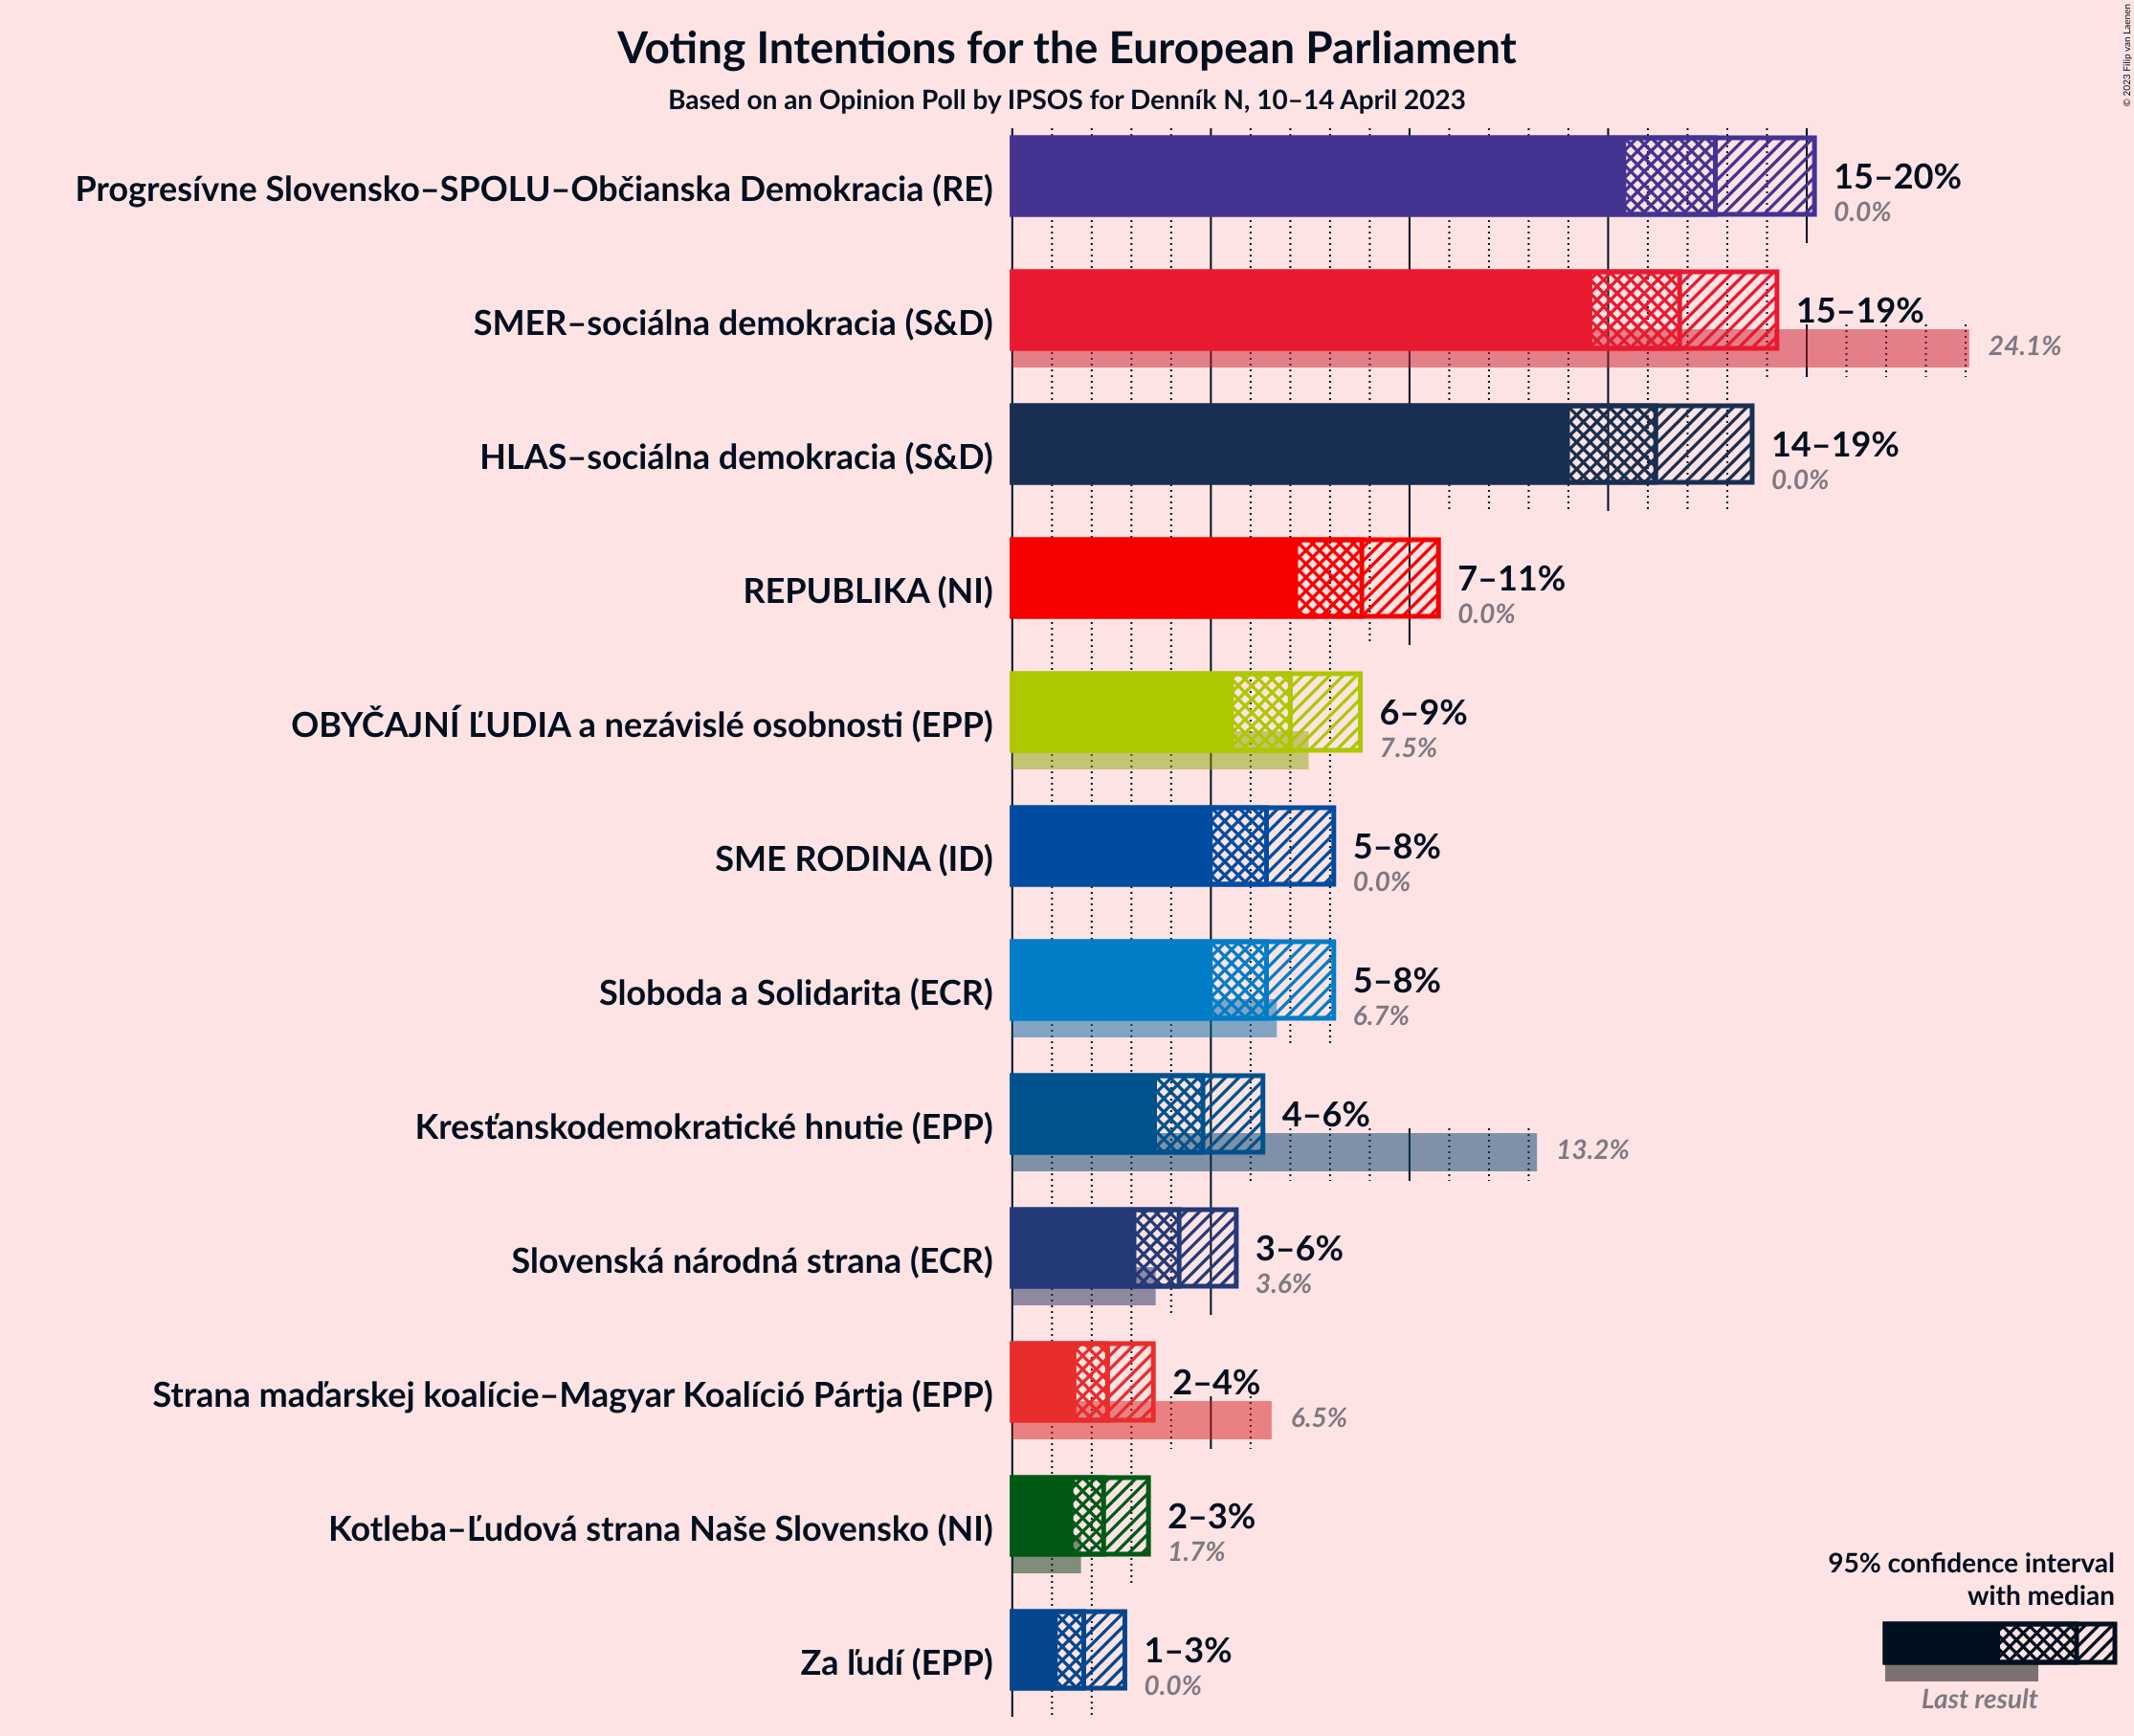 Voting Intentions for the European Parliament
Based on an Opinion Poll by IPSOS for Denník N, 10–14 April 2023
© 2023 Filip van Laenen
Progresívne Slovensko–SPOLU–Občianska Demokracia (RE)
15–20%
0.0%
SMER–sociálna demokracia (S&D)
15–19%
24.1%
HLAS–sociálna demokracia (S&D)
14–19%
0.0%
REPUBLIKA (NI)
7–11%
0.0%
OBYČAJNÍ ĽUDIA a nezávislé osobnosti (EPP)
6–9%
7.5%
SME RODINA (ID)
5–8%
0.0%
Sloboda a Solidarita (ECR)
5–8%
6.7%
Kresťanskodemokratické hnutie (EPP)
4–6%
13.2%
Slovenská národná strana (ECR)
3–6%
3.6%
Strana maďarskej koalície–Magyar Koalíció Pártja (EPP)
2–4%
6.5%
Kotleba–Ľudová strana Naše Slovensko (NI)
2–3%
1.7%
Za ľudí (EPP)
1–3%
0.0%
95% confidence interval
with median
Last result